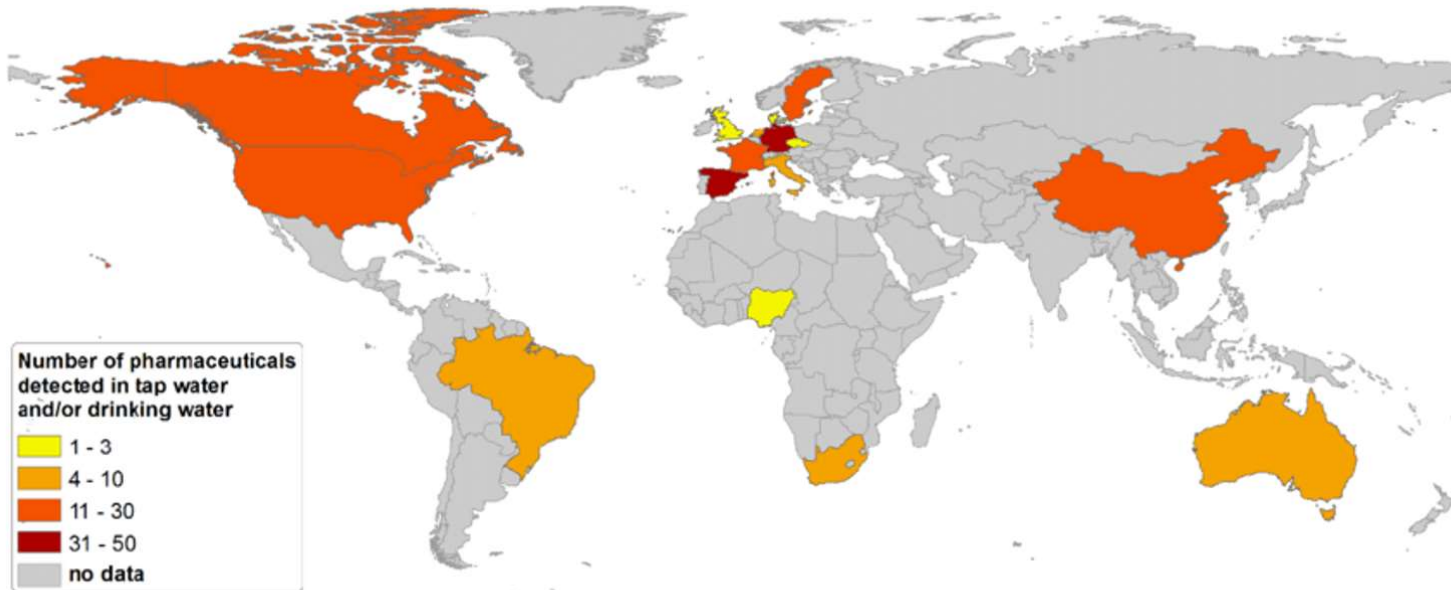 Number of pharmaceuticals
detected in tap water
and/or drinking water
1 - 3
4 - 10
11 - 30
31 - 50
no data